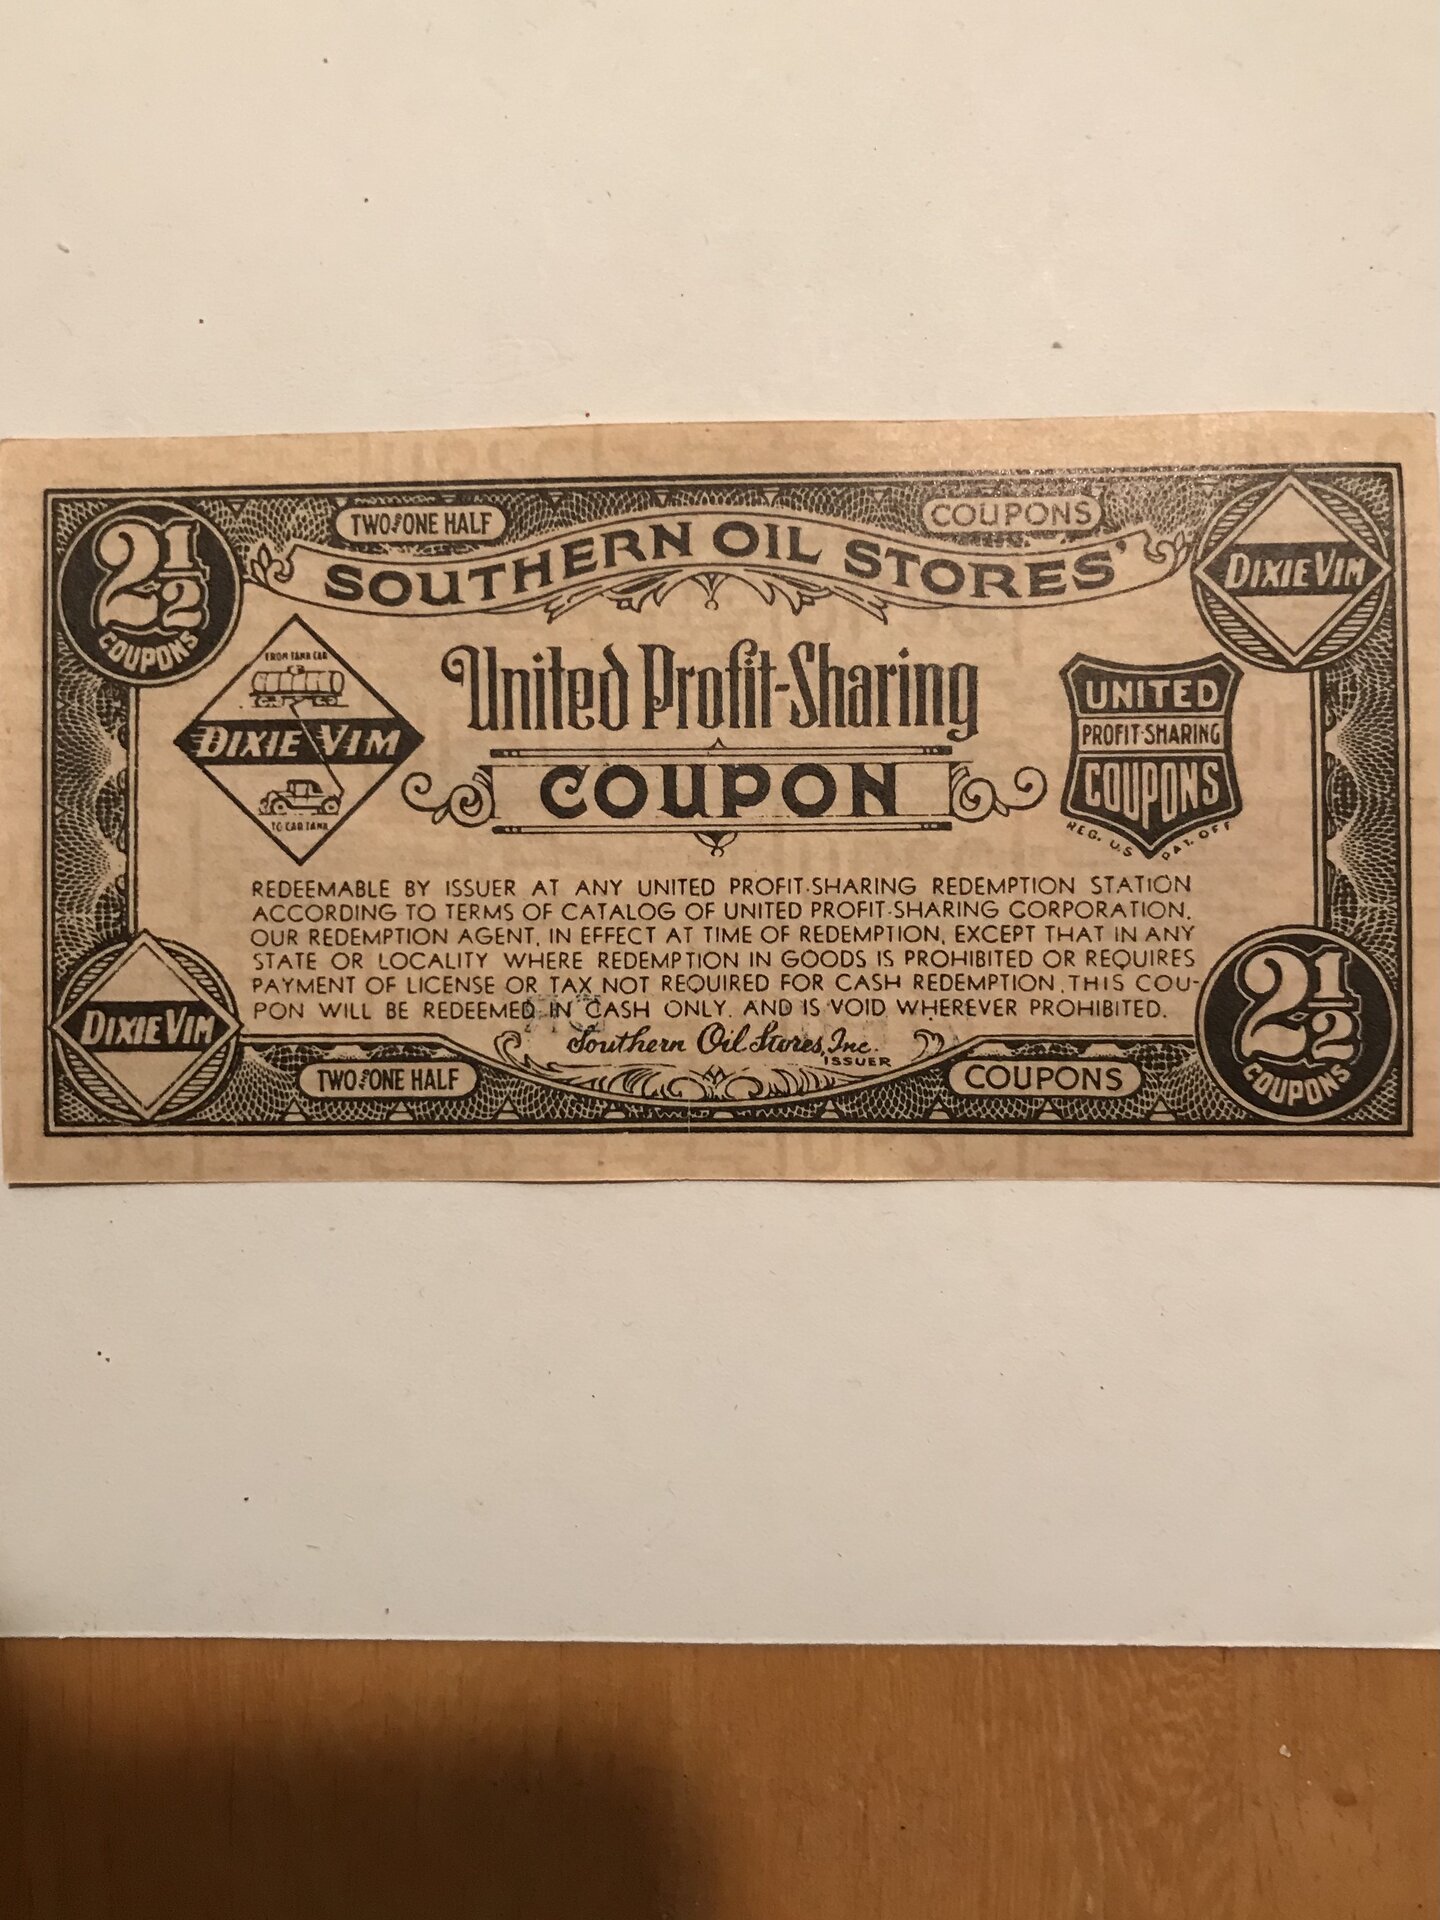 2 1/2 COUPONS
TWO & ONE HALF
COUPONS
SOUTHERN OIL STORES'
DIXIE VIM
FROM TANK CAR
DIXIE VIM
TO CAR TANK
United Profit-Sharing
COUPON
UNITED
PROFIT-SHARING
COUPONS
REG. U.S. PAT. OFF
REDEEMABLE BY ISSUER AT ANY UNITED PROFIT-SHARING REDEMPTION STATION
ACCORDING TO TERMS OF CATALOG OF UNITED PROFIT-SHARING CORPORATION,
OUR REDEMPTION AGENT, IN EFFECT AT TIME OF REDEMPTION, EXCEPT THAT IN ANY
STATE OR LOCALITY WHERE REDEMPTION IN GOODS IS PROHIBITED OR REQUIRES
PAYMENT OF LICENSE OR TAX NOT REQUIRED FOR CASH REDEMPTION, THIS COU-
PON WILL BE REDEEMED IN CASH ONLY, AND IS VOID WHEREVER PROHIBITED.
Southern Oil Stores, Inc.
ISSUER
DIXIE VIM
TWO & ONE HALF
COUPONS
2 1/2 COUPONS